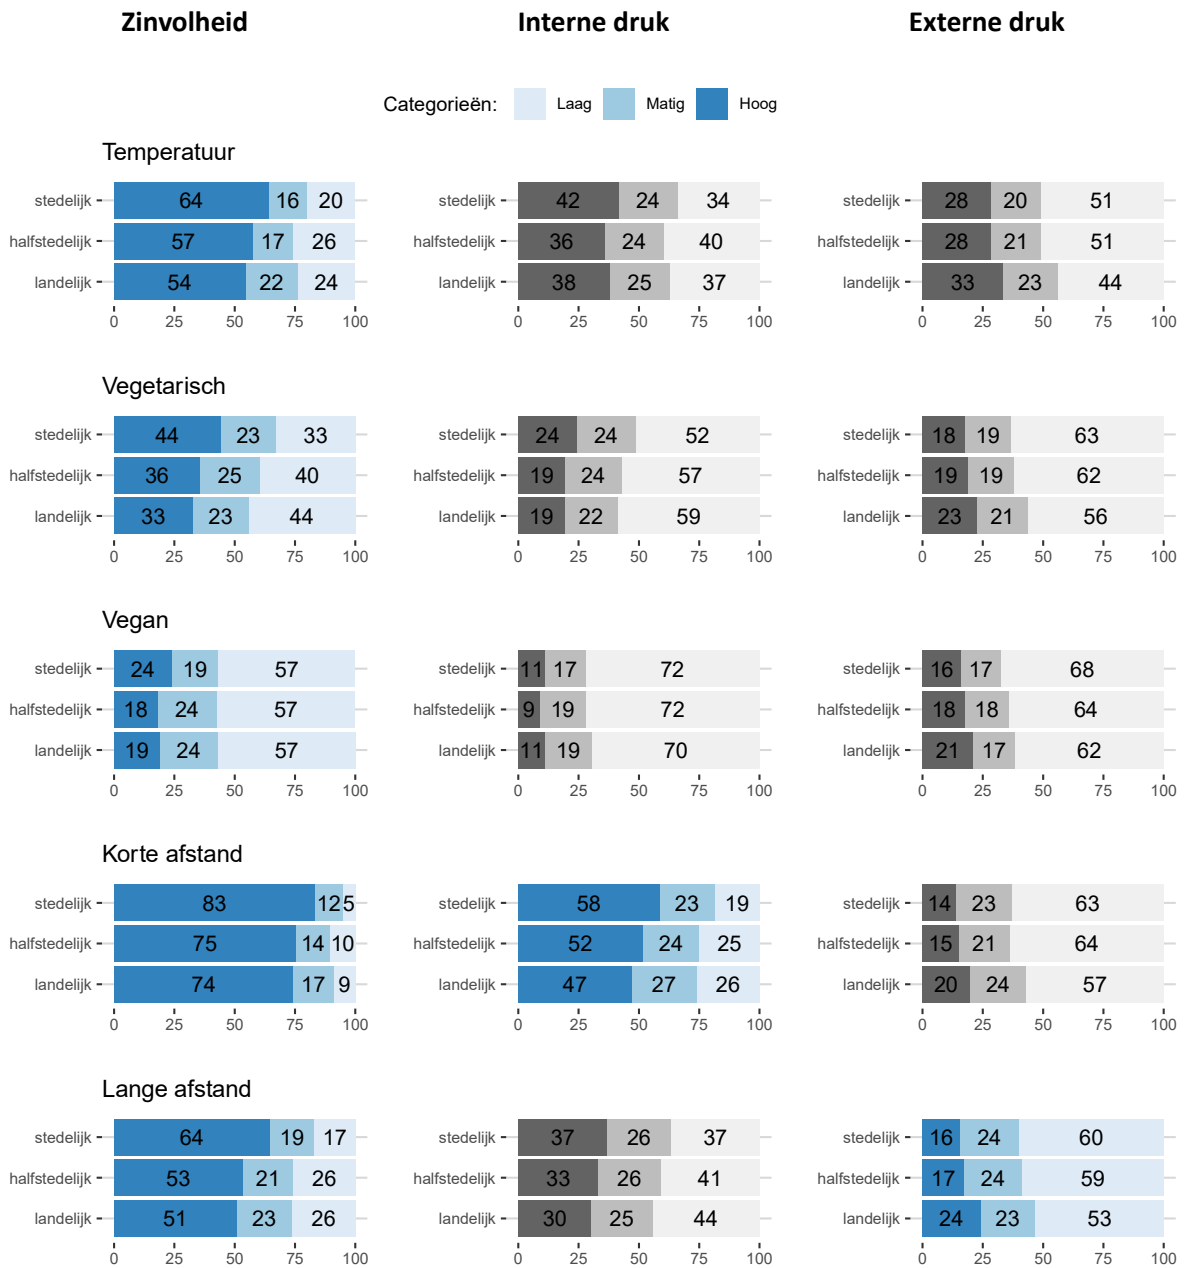 Zinvolheid Interne druk Externe druk
Categorieën: Laag Matig Hoog
Temperatuur
stedelijk 64 16 20 stedelijk 42 24 34 stedelijk 28 20 51
halfstedelijk 57 17 26 halfstedelijk 36 24 40 halfstedelijk 28 21 51
landelijk 54 22 24 landelijk 38 25 37 landelijk 33 23 44
0 25 50 75 100 0 25 50 75 100 0 25 50 75 100
Vegetarisch
stedelijk 44 23 33 stedelijk 24 24 52 stedelijk 18 19 63
halfstedelijk 36 25 40 halfstedelijk 19 24 57 halfstedelijk 19 19 62
landelijk 33 23 44 landelijk 19 22 59 landelijk 23 21 56
0 25 50 75 100 0 25 50 75 100 0 25 50 75 100
Vegan
stedelijk 24 19 57 stedelijk 11 17 72 stedelijk 16 17 68
halfstedelijk 18 24 57 halfstedelijk 9 19 72 halfstedelijk 18 18 64
landelijk 19 24 57 landelijk 11 19 70 landelijk 21 17 62
0 25 50 75 100 0 25 50 75 100 0 25 50 75 100
Korte afstand
stedelijk 83 12 5 stedelijk 58 23 19 stedelijk 14 23 63
halfstedelijk 75 14 10 halfstedelijk 52 24 25 halfstedelijk 15 21 64
landelijk 74 17 9 landelijk 47 27 26 landelijk 20 24 57
0 25 50 75 100 0 25 50 75 100 0 25 50 75 100
Lange afstand
stedelijk 64 19 17 stedelijk 37 26 37 stedelijk 16 24 60
halfstedelijk 53 21 26 halfstedelijk 33 26 41 halfstedelijk 17 24 59
landelijk 51 23 26 landelijk 30 25 44 landelijk 24 23 53
0 25 50 75 100 0 25 50 75 100 0 25 50 75 100